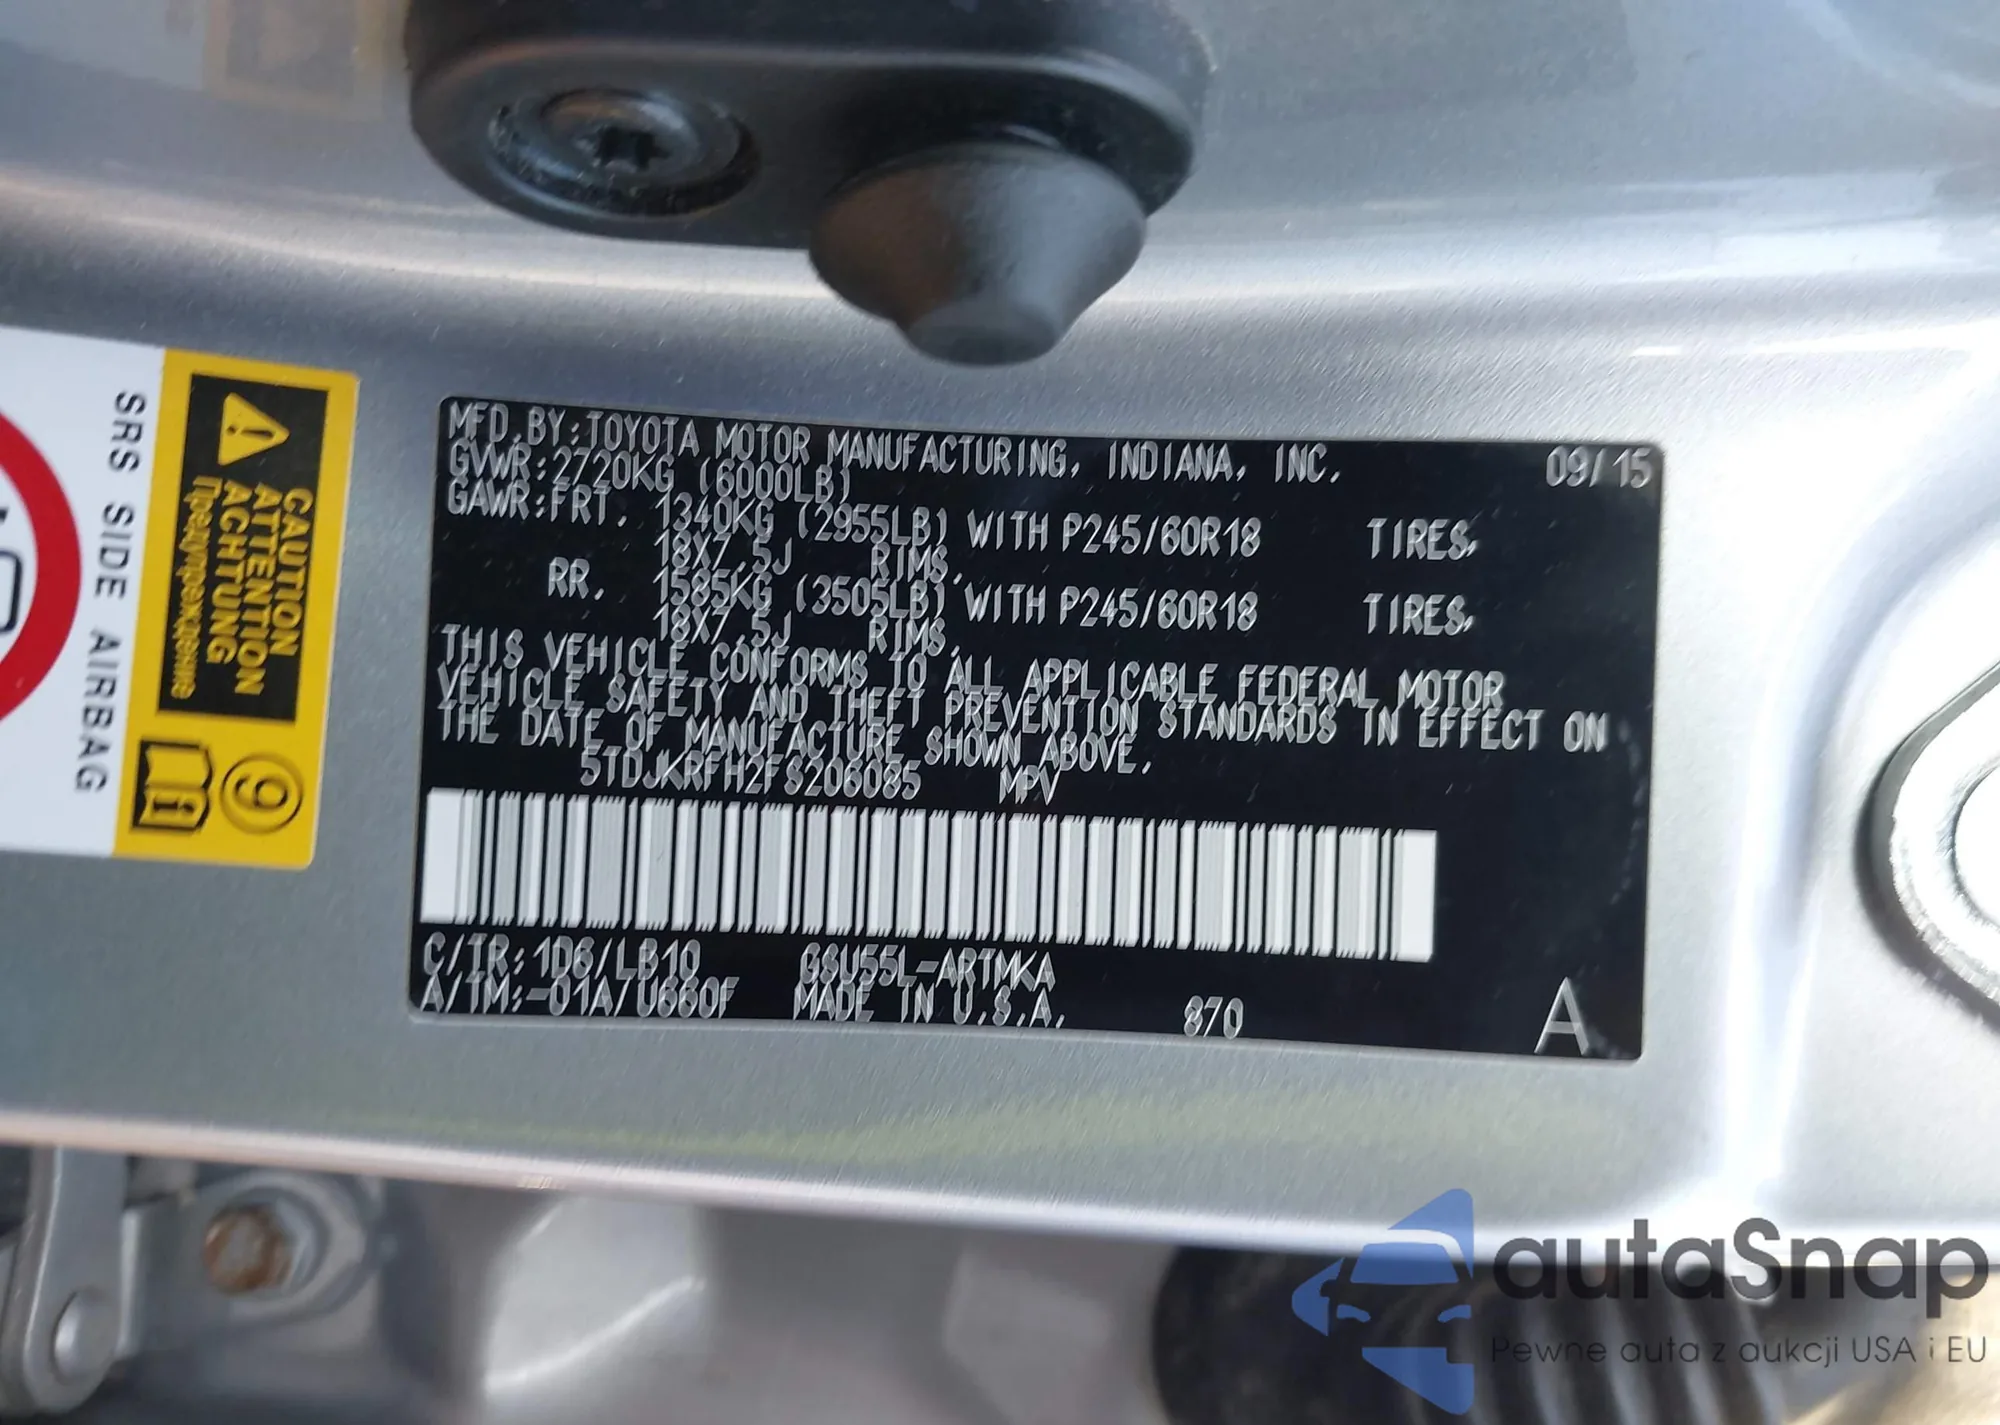 MFD.BY:TOYOTA MOTOR MANUFACTURING, INDIANA, INC. 09/15
GVWR:2720KG (6000LB)
GAWR:FRT. 1340KG (2955LB) WITH P245/60R18 TIRES,
18X7.5J RIMS.
RR. 1585KG (3505LB) WITH P245/60R18 TIRES,
18X7.5J RIMS.
THIS VEHICLE CONFORMS TO ALL APPLICABLE FEDERAL MOTOR
VEHICLE SAFETY AND THEFT PREVENTION STANDARDS IN EFFECT ON
THE DATE OF MANUFACTURE SHOWN ABOVE.
5TDJKRFH2FS206085 MPV
C/TR:1D6/LB10 GSU55L-ARTMKA
A/TM:-01A/U660F MADE IN U.S.A. 870
A
SRS SIDE AIRBAG
CAUTION
ATTENTION
ACHTUNG
Предупреждение
9
autaSnap
Pewne auta z aukcji USA i EU